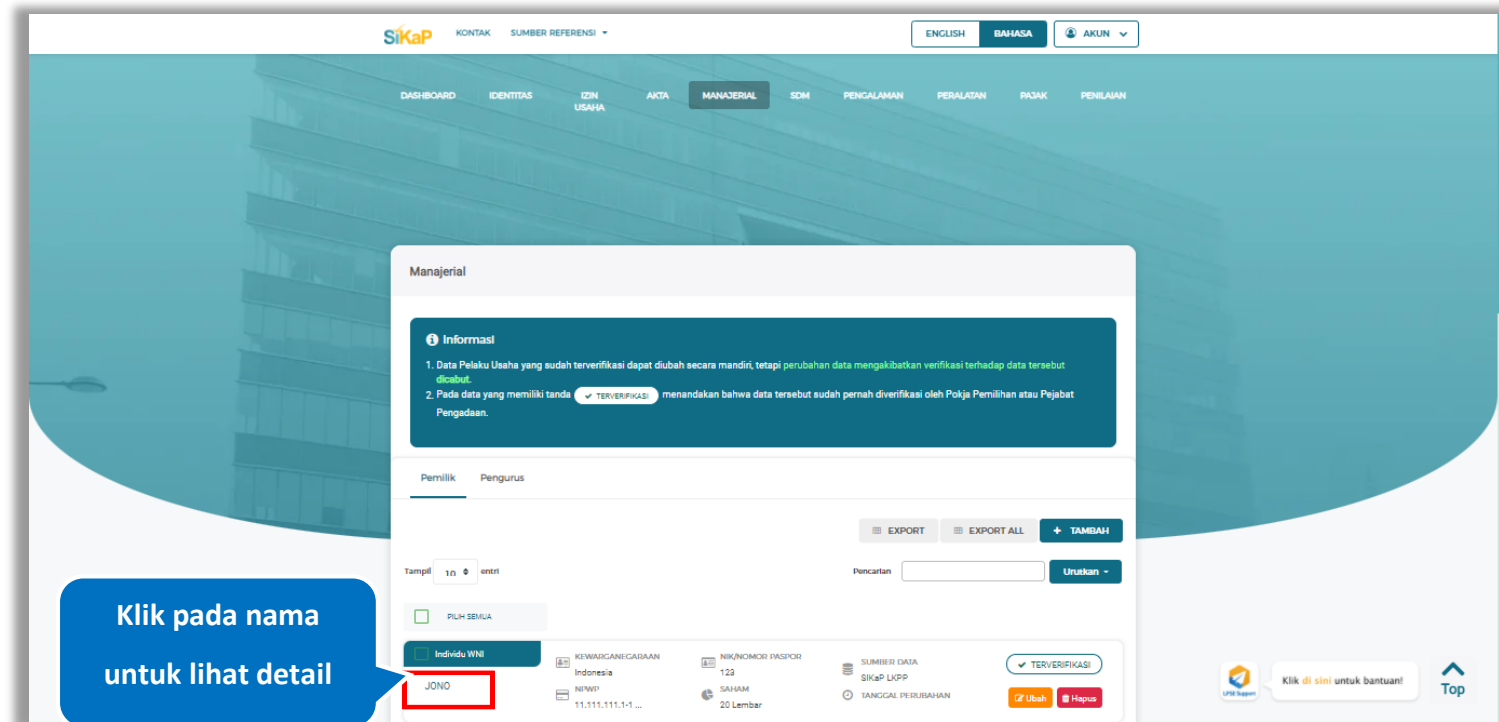 SiKaP KONTAK SUMBER REFERENSI ENGLISH BAHASA AKUN
DASHBOARD IDENTITAS IZIN USAHA AKTA MANAJERIAL SDM PENGALAMAN PERALATAN PAJAK PENILAIAN
Manajerial
Informasi
1. Data Pelaku Usaha yang sudah terverifikasi dapat diubah secara mandiri, tetapi perubahan data mengakibatkan verifikasi terhadap data tersebut
dicabut.
2. Pada data yang memiliki tanda TERVERIFIKASI menandakan bahwa data tersebut sudah pernah diverifikasi oleh Pokja Pemilihan atau Pejabat
Pengadaan.
Pemilik Pengurus
EXPORT EXPORT ALL + TAMBAH
Tampil 10 entri Pencarian Urutkan
PILIH SEMUA
Individu WNI
JONO
KEWARGANEGARAAN
Indonesia
NPWP
11.111.111.1-1 ...
NIK/NOMOR PASPOR
123
SAHAM
20 Lembar
SUMBER DATA
SIKaP LKPP
TANGGAL PERUBAHAN
TERVERIFIKASI
Ubah Hapus
Klik pada nama
untuk lihat detail
LPSE Support
Klik di sini untuk bantuan!
Top